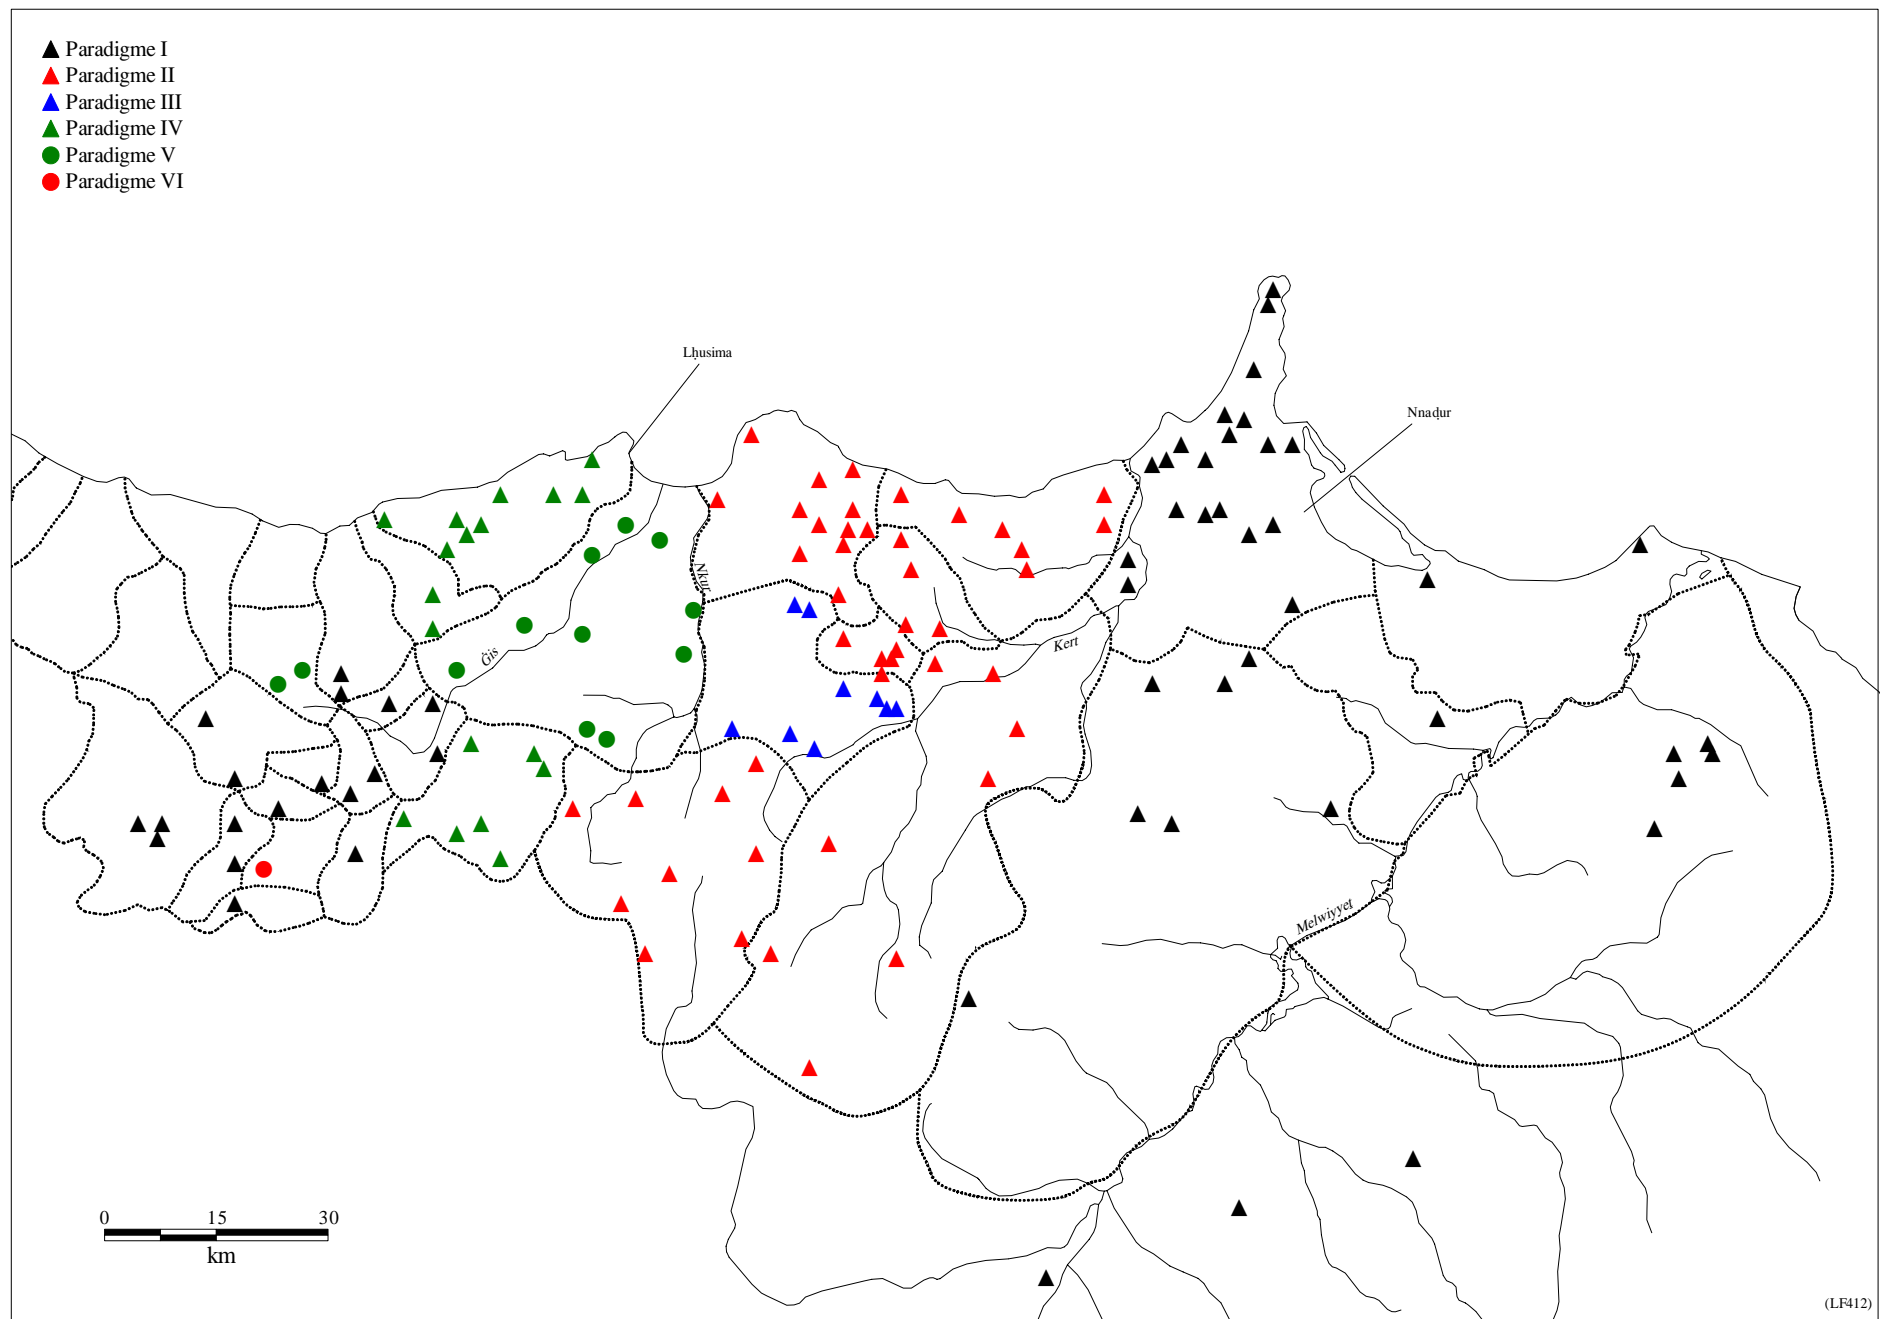 Paradigme I
Paradigme II
Paradigme III
Paradigme IV
Paradigme V
Paradigme VI
Lḥusima
Nnaḍur
Nkur
Ɣis
Kert
Melwiyyet
0 15 30
km
(LF412)